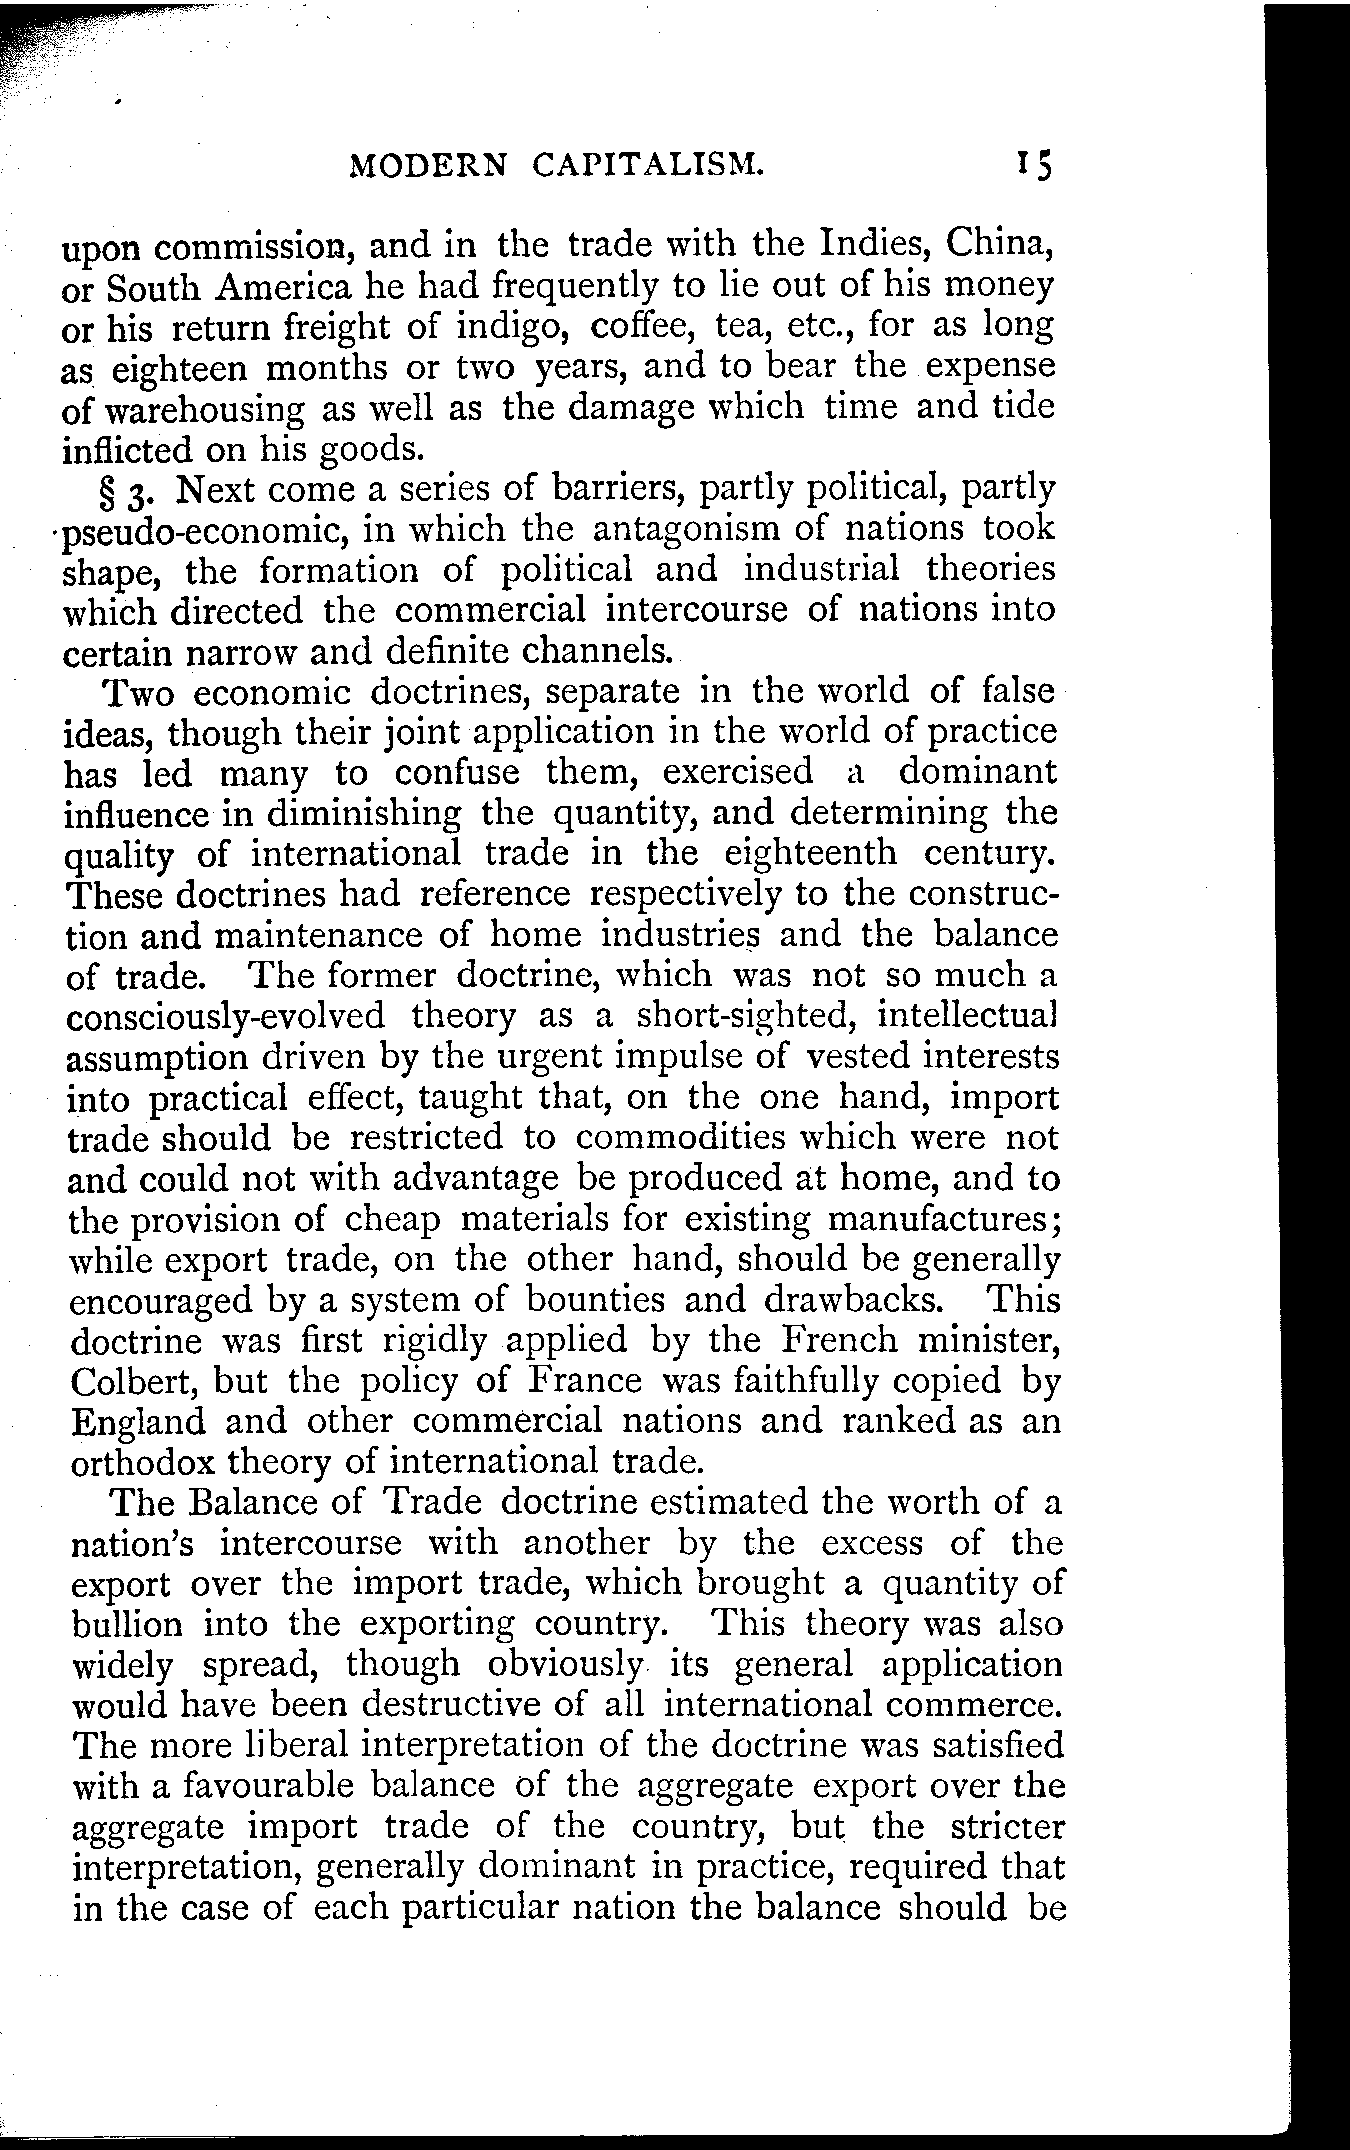 MODERN CAPITALISM. 15
upon commission, and in the trade with the Indies, China,
or South America he had frequently to lie out of his money
or his return freight of indigo, coffee, tea, etc., for as long
as eighteen months or two years, and to bear the expense
of warehousing as well as the damage which time and tide
inflicted on his goods.
§ 3. Next come a series of barriers, partly political, partly
pseudo-economic, in which the antagonism of nations took
shape, the formation of political and industrial theories
which directed the commercial intercourse of nations into
certain narrow and definite channels.
Two economic doctrines, separate in the world of false
ideas, though their joint application in the world of practice
has led many to confuse them, exercised a dominant
influence in diminishing the quantity, and determining the
quality of international trade in the eighteenth century.
These doctrines had reference respectively to the construc-
tion and maintenance of home industries and the balance
of trade. The former doctrine, which was not so much a
consciously-evolved theory as a short-sighted, intellectual
assumption driven by the urgent impulse of vested interests
into practical effect, taught that, on the one hand, import
trade should be restricted to commodities which were not
and could not with advantage be produced at home, and to
the provision of cheap materials for existing manufactures;
while export trade, on the other hand, should be generally
encouraged by a system of bounties and drawbacks. This
doctrine was first rigidly applied by the French minister,
Colbert, but the policy of France was faithfully copied by
England and other commercial nations and ranked as an
orthodox theory of international trade.
The Balance of Trade doctrine estimated the worth of a
nation's intercourse with another by the excess of the
export over the import trade, which brought a quantity of
bullion into the exporting country. This theory was also
widely spread, though obviously its general application
would have been destructive of all international commerce.
The more liberal interpretation of the doctrine was satisfied
with a favourable balance of the aggregate export over the
aggregate import trade of the country, but the stricter
interpretation, generally dominant in practice, required that
in the case of each particular nation the balance should be